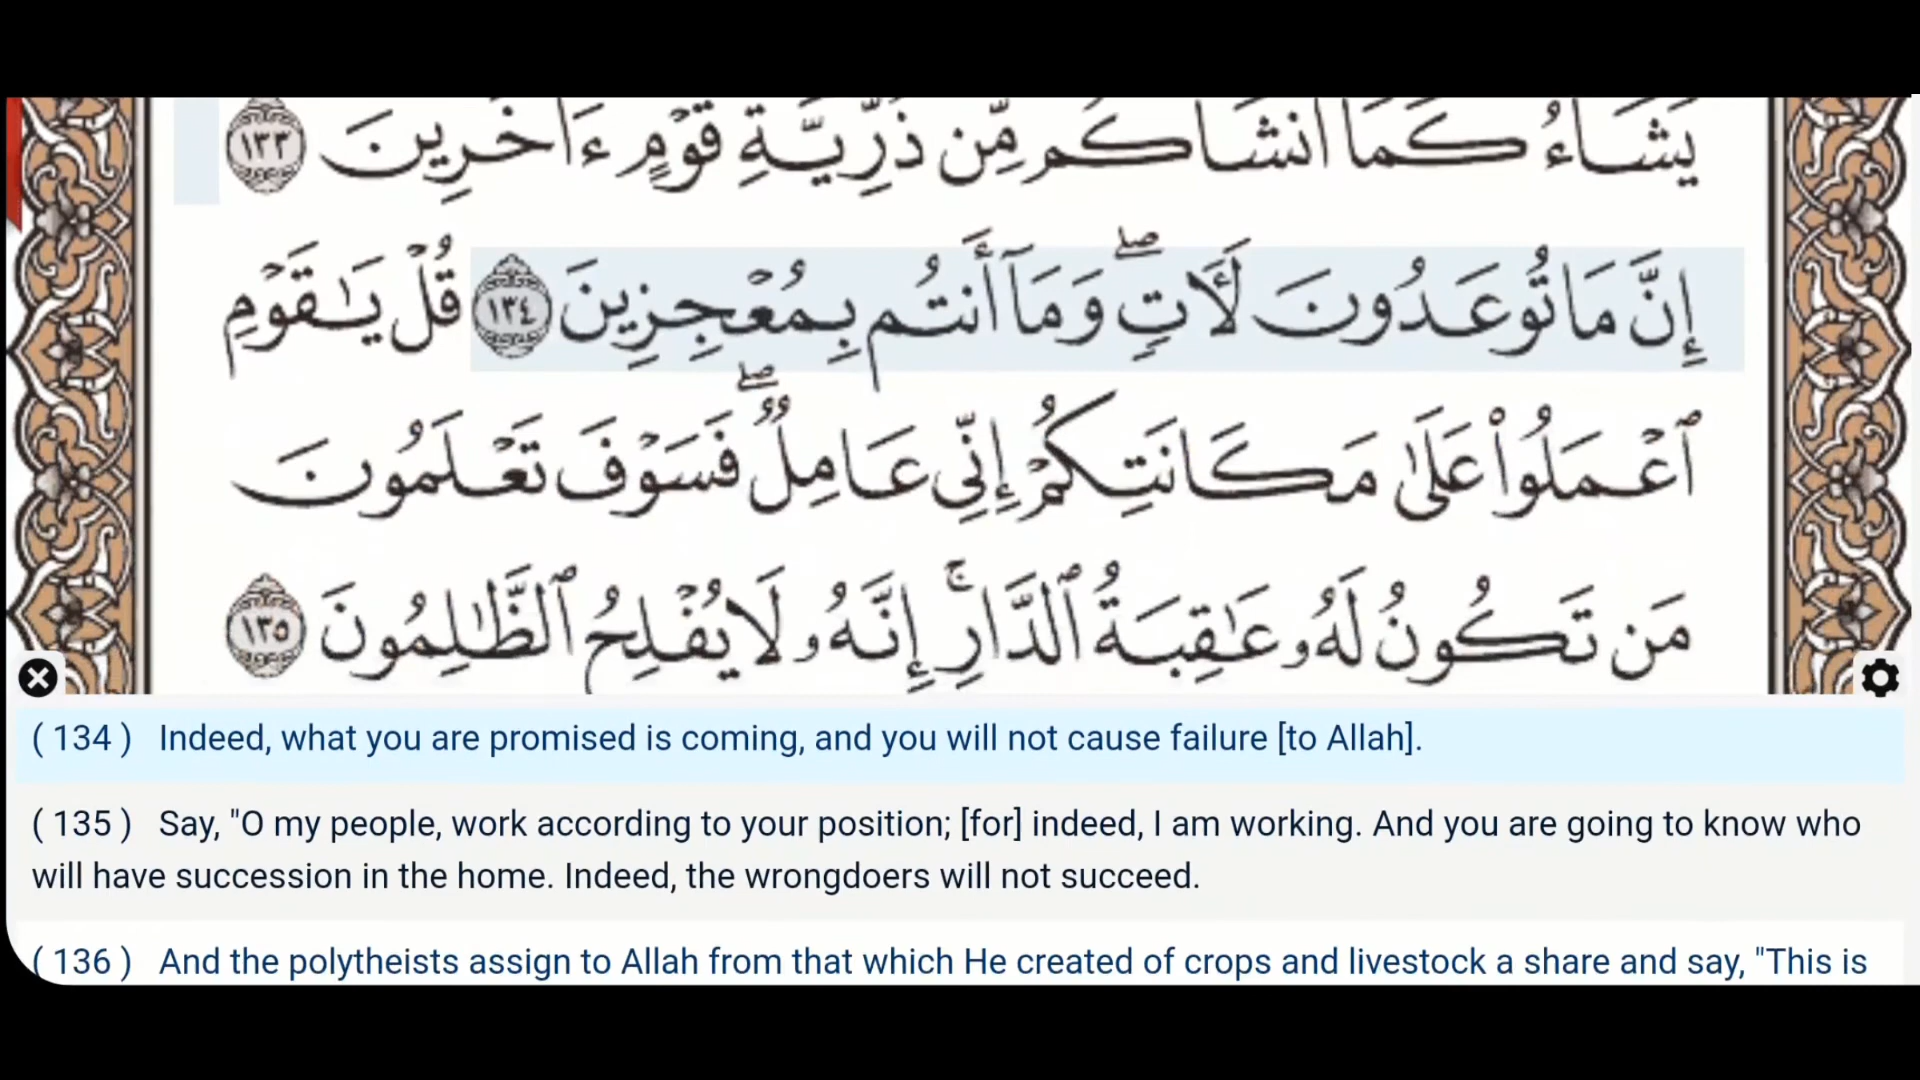 يَشَآءُ كَمَآ أَنشَأَكُم مِّن ذُرِّيَّةِ قَوْمٍ ءَاخَرِينَ ١٣٣
إِنَّ مَا تُوعَدُونَ لَـَٔاتٍۖ وَمَآ أَنتُم بِمُعْجِزِينَ ١٣٤ قُلْ يَٰقَوْمِ
ٱعْمَلُوا۟ عَلَىٰ مَكَانَتِكُمْ إِنِّى عَامِلٌۖ فَسَوْفَ تَعْلَمُونَ
مَن تَكُونُ لَهُۥ عَٰقِبَةُ ٱلدَّارِۚ إِنَّهُۥ لَا يُفْلِحُ ٱلظَّٰلِمُونَ ١٣٥
( 134 ) Indeed, what you are promised is coming, and you will not cause failure [to Allah].
( 135 ) Say, "O my people, work according to your position; [for] indeed, I am working. And you are going to know who
will have succession in the home. Indeed, the wrongdoers will not succeed.
( 136 ) And the polytheists assign to Allah from that which He created of crops and livestock a share and say, "This is